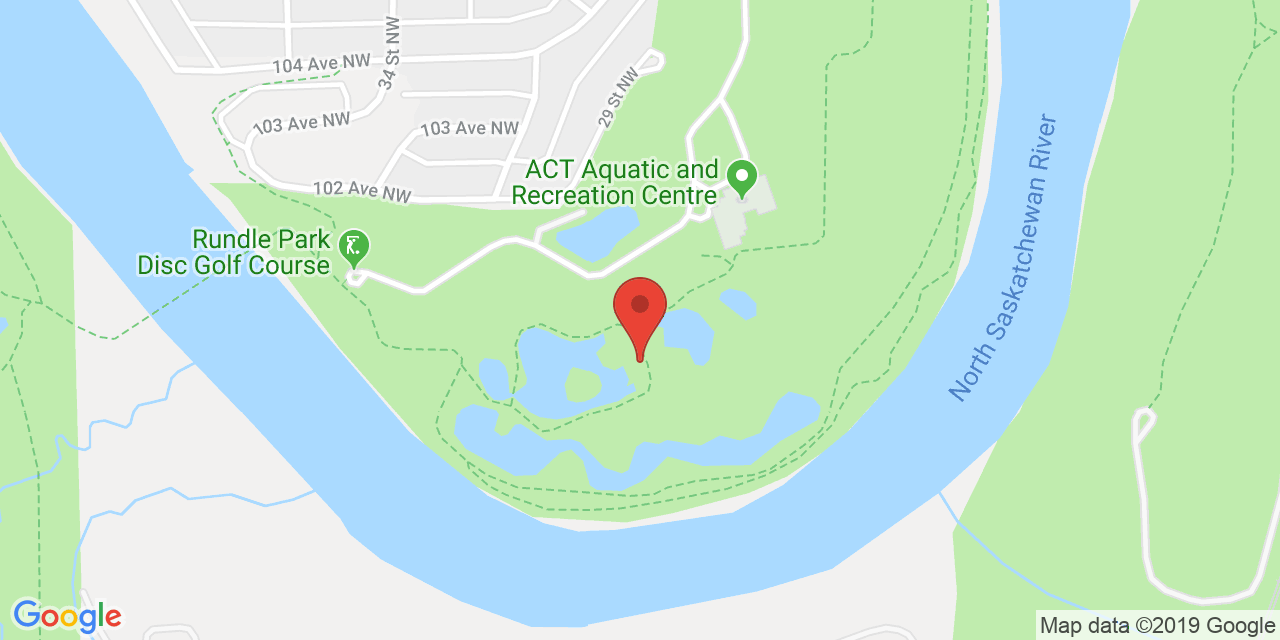 104 Ave NW
34 St NW
29 St NW
103 Ave NW
103 Ave NW
ACT Aquatic and
Recreation Centre
102 Ave NW
North Saskatchewan River
Rundle Park
Disc Golf Course
Google
Map data ©2019 Google